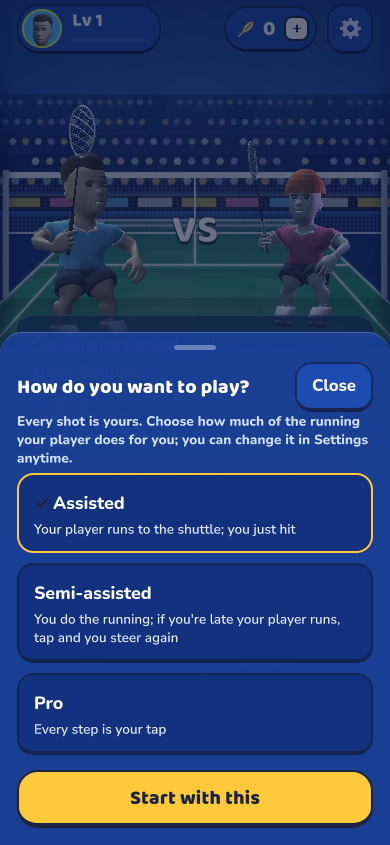 Lv 1
0
+
VS
How do you want to play?
Close
Every shot is yours. Choose how much of the running
your player does for you; you can change it in Settings
anytime.
✓ Assisted
Your player runs to the shuttle; you just hit
Semi-assisted
You do the running; if you're late your player runs,
tap and you steer again
Pro
Every step is your tap
Start with this